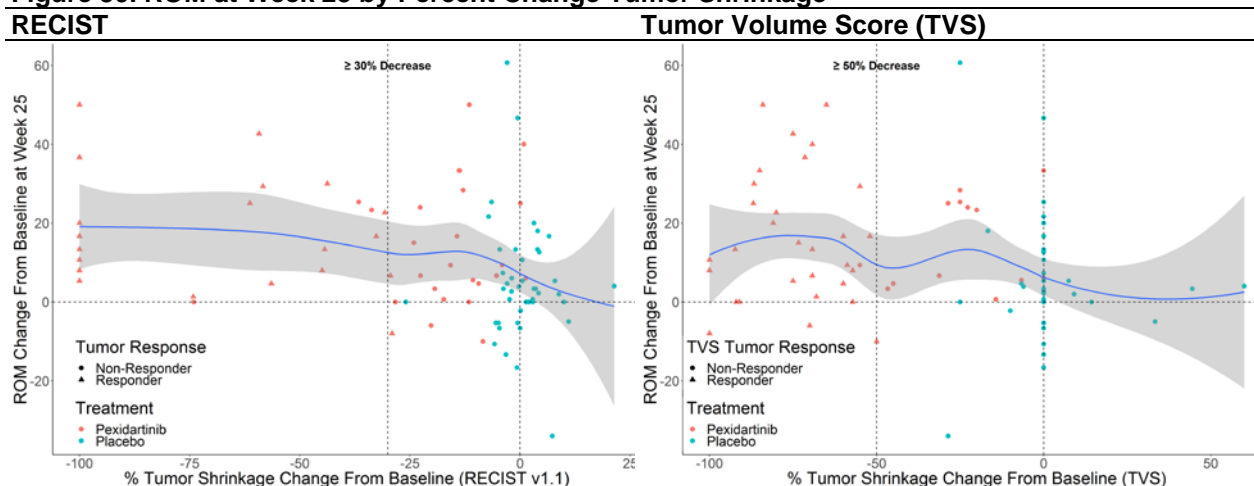 RECIST
Tumor Volume Score (TVS)
≥ 30% Decrease
60
40
20
0
-20
ROM Change From Baseline at Week 25
Tumor Response
Non-Responder
Responder
Treatment
Pexidartinib
Placebo
-100
-75
-50
-25
0
25
% Tumor Shrinkage Change From Baseline (RECIST v1.1)
≥ 50% Decrease
60
40
20
0
-20
ROM Change From Baseline at Week 25
TVS Tumor Response
Non-Responder
Responder
Treatment
Pexidartinib
Placebo
-100
-50
0
50
% Tumor Shrinkage Change From Baseline (TVS)